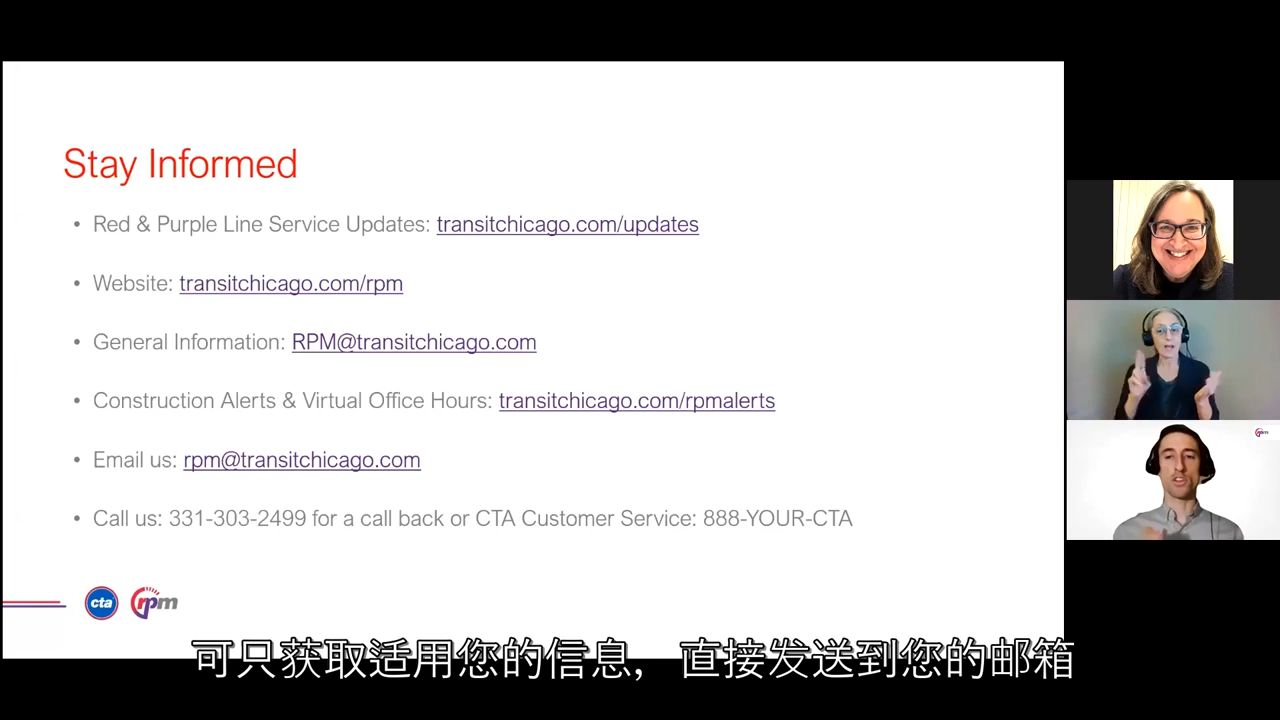 Stay Informed
• Red & Purple Line Service Updates: transitchicago.com/updates
• Website: transitchicago.com/rpm
• General Information: RPM@transitchicago.com
• Construction Alerts & Virtual Office Hours: transitchicago.com/rpmalerts
• Email us: rpm@transitchicago.com
• Call us: 331-303-2499 for a call back or CTA Customer Service: 888-YOUR-CTA
cta rpm
rpm
可只获取适用您的信息，直接发送到您的邮箱